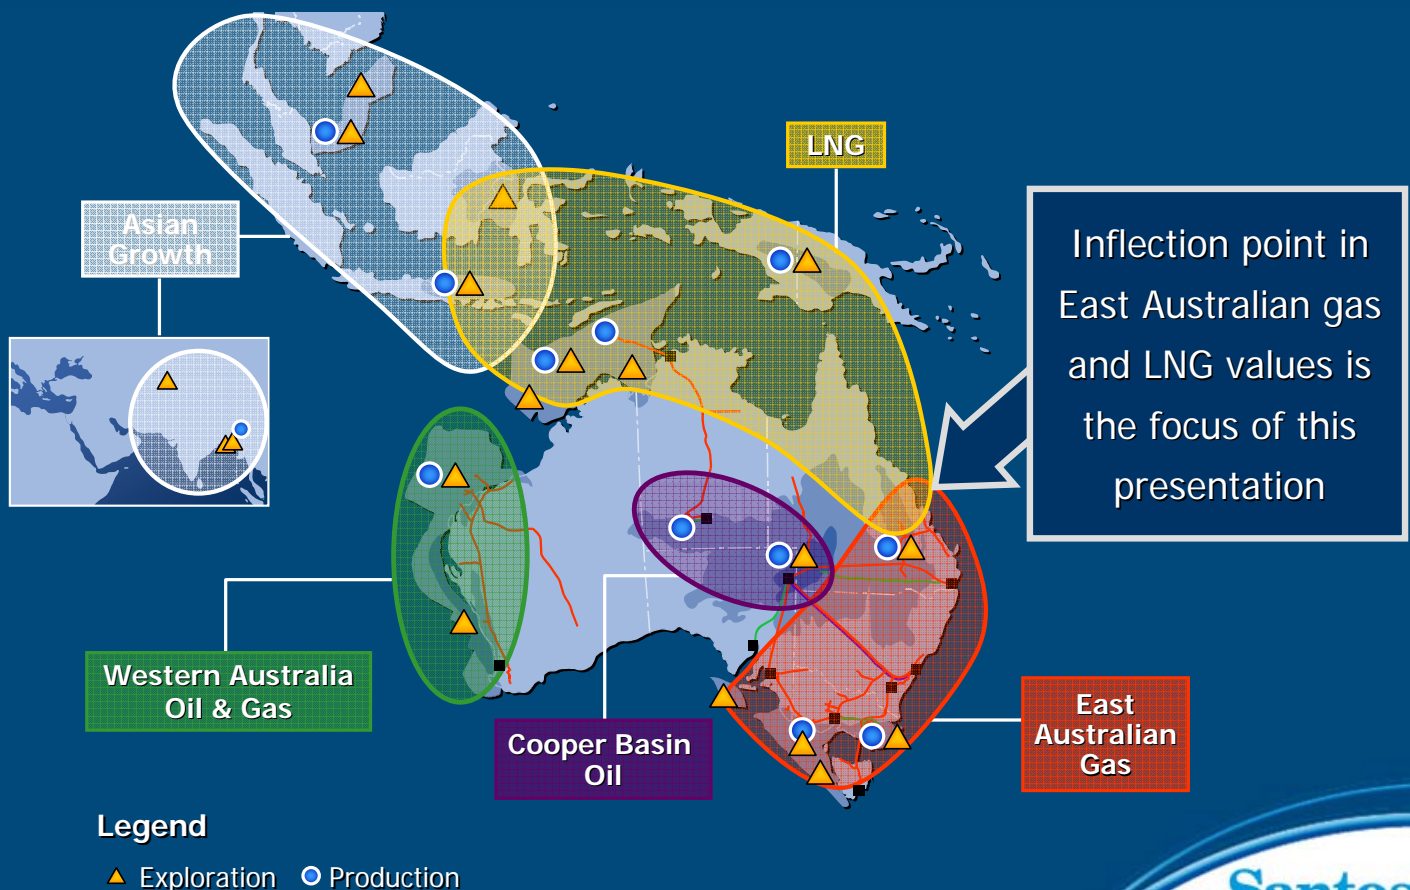 LNG
Asian
Growth
Inflection point in
East Australian gas
and LNG values is
the focus of this
presentation
Western Australia
Oil & Gas
Cooper Basin
Oil
East
Australian
Gas
Legend
Exploration
Production
Santos